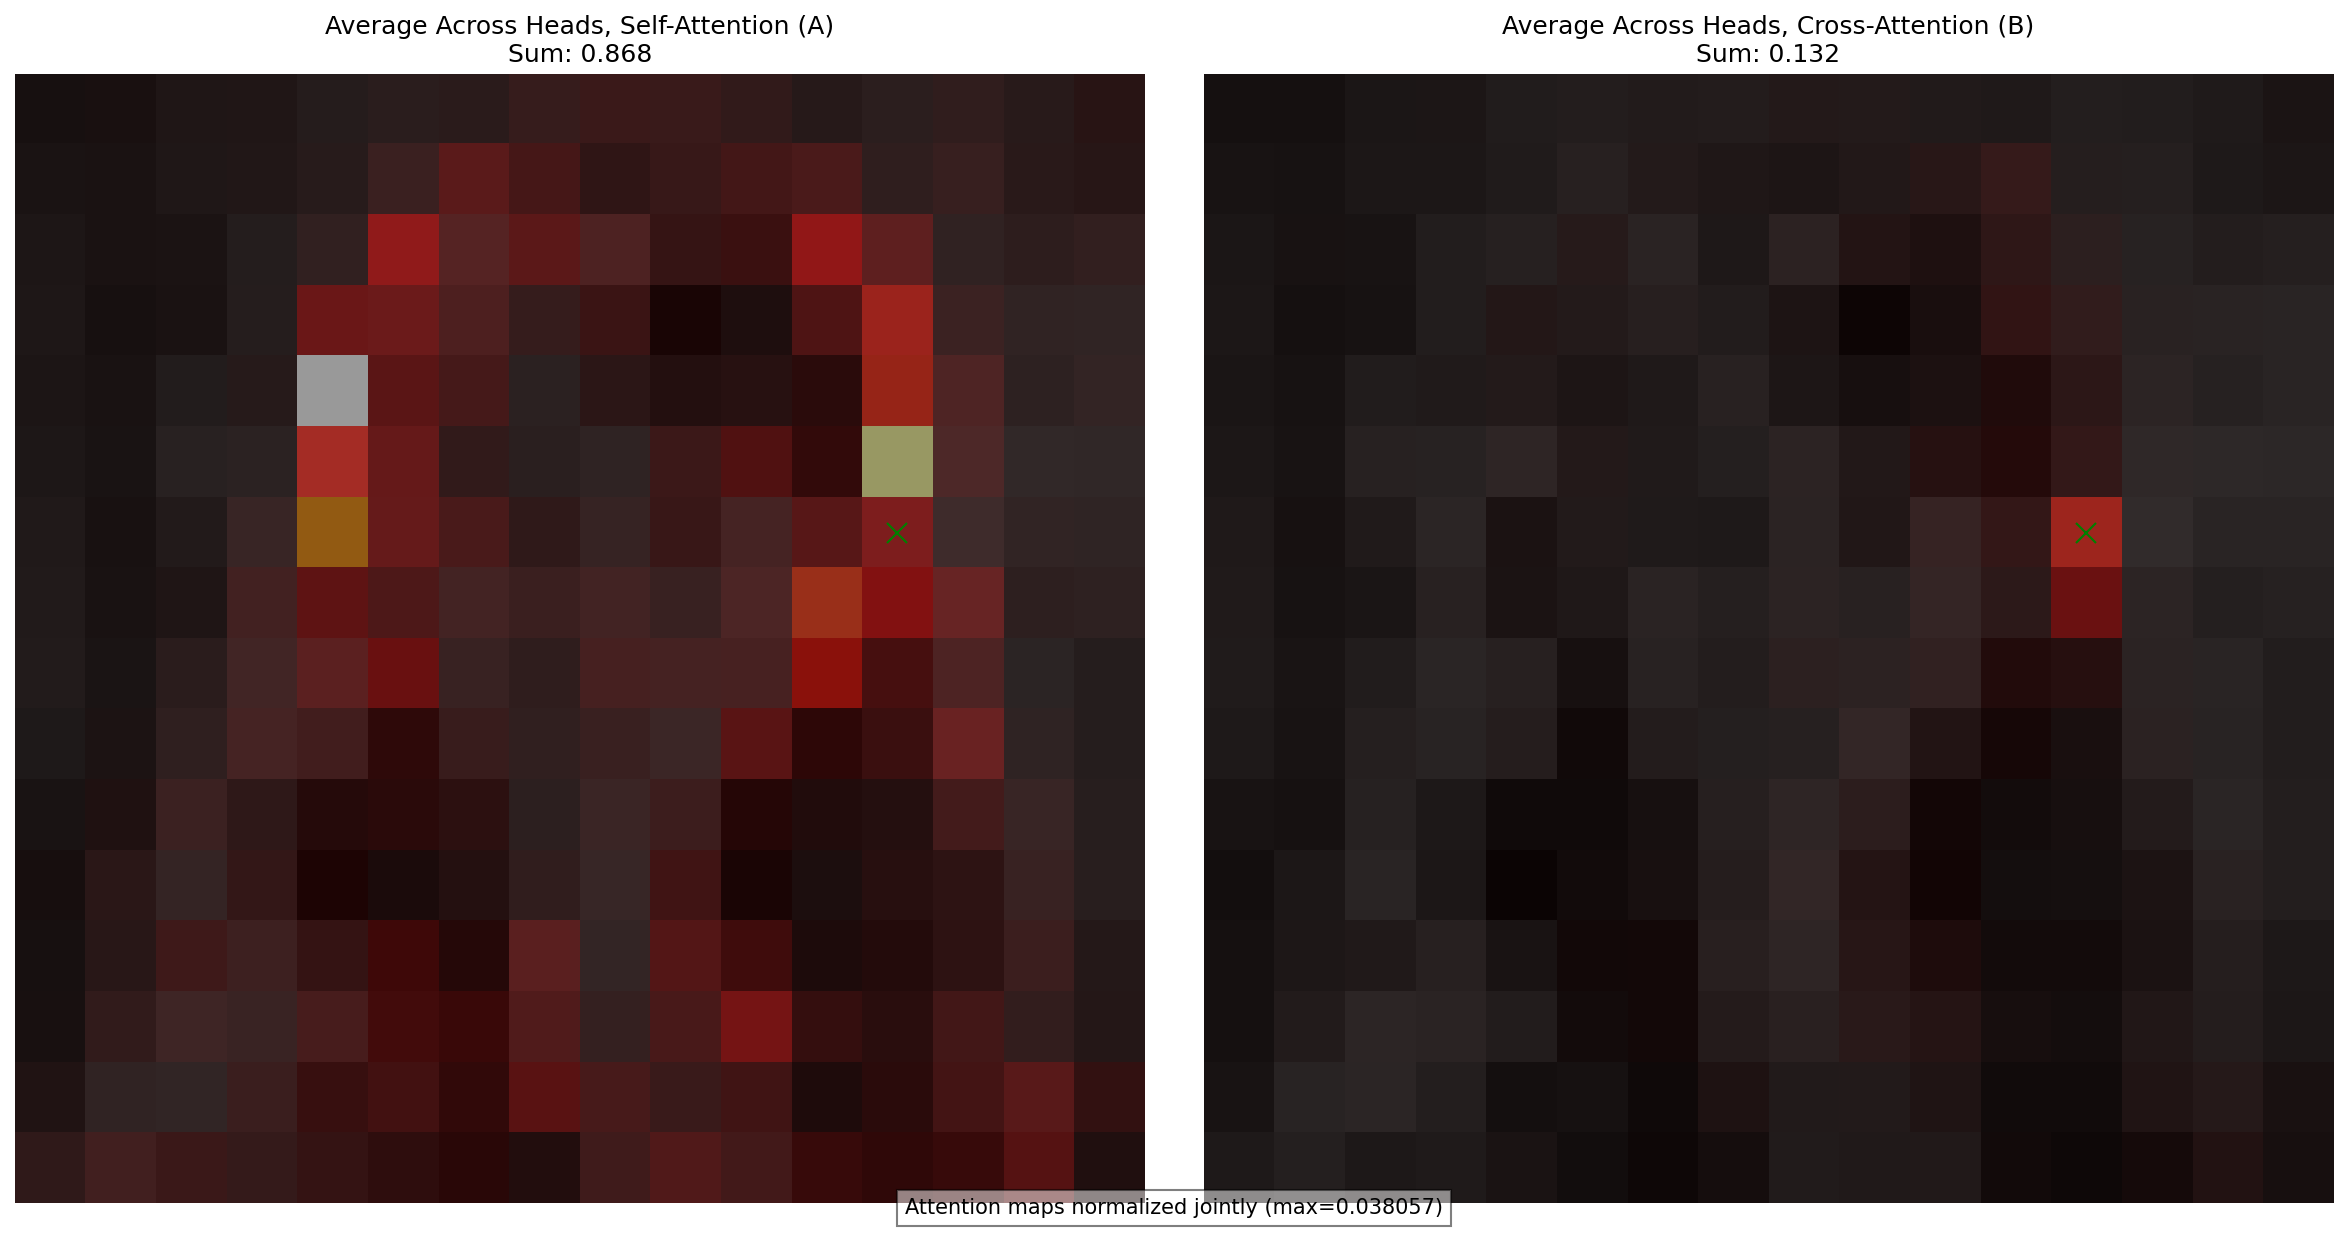 Average Across Heads, Self-Attention (A)
Sum: 0.868
Average Across Heads, Cross-Attention (B)
Sum: 0.132
Attention maps normalized jointly (max=0.038057)